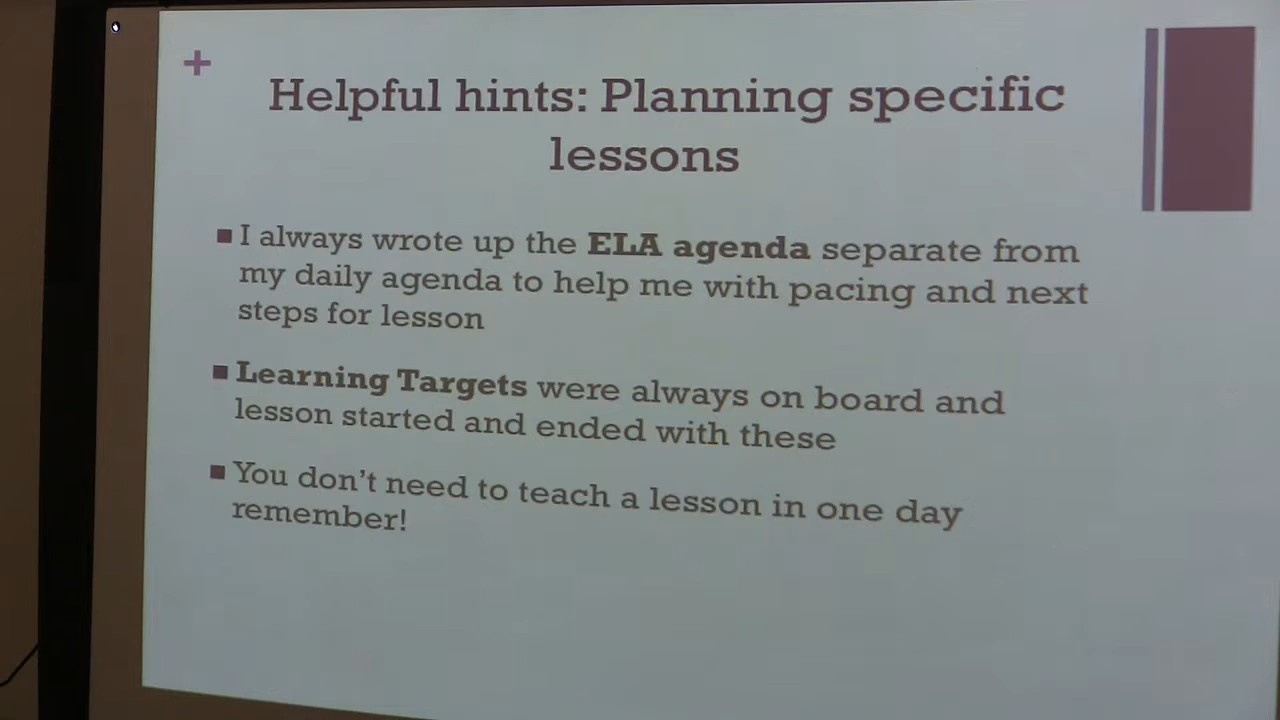 +
Helpful hints: Planning specific
lessons
■ I always wrote up the ELA agenda separate from
my daily agenda to help me with pacing and next
steps for lesson
■ Learning Targets were always on board and
lesson started and ended with these
■ You don't need to teach a lesson in one day
remember!